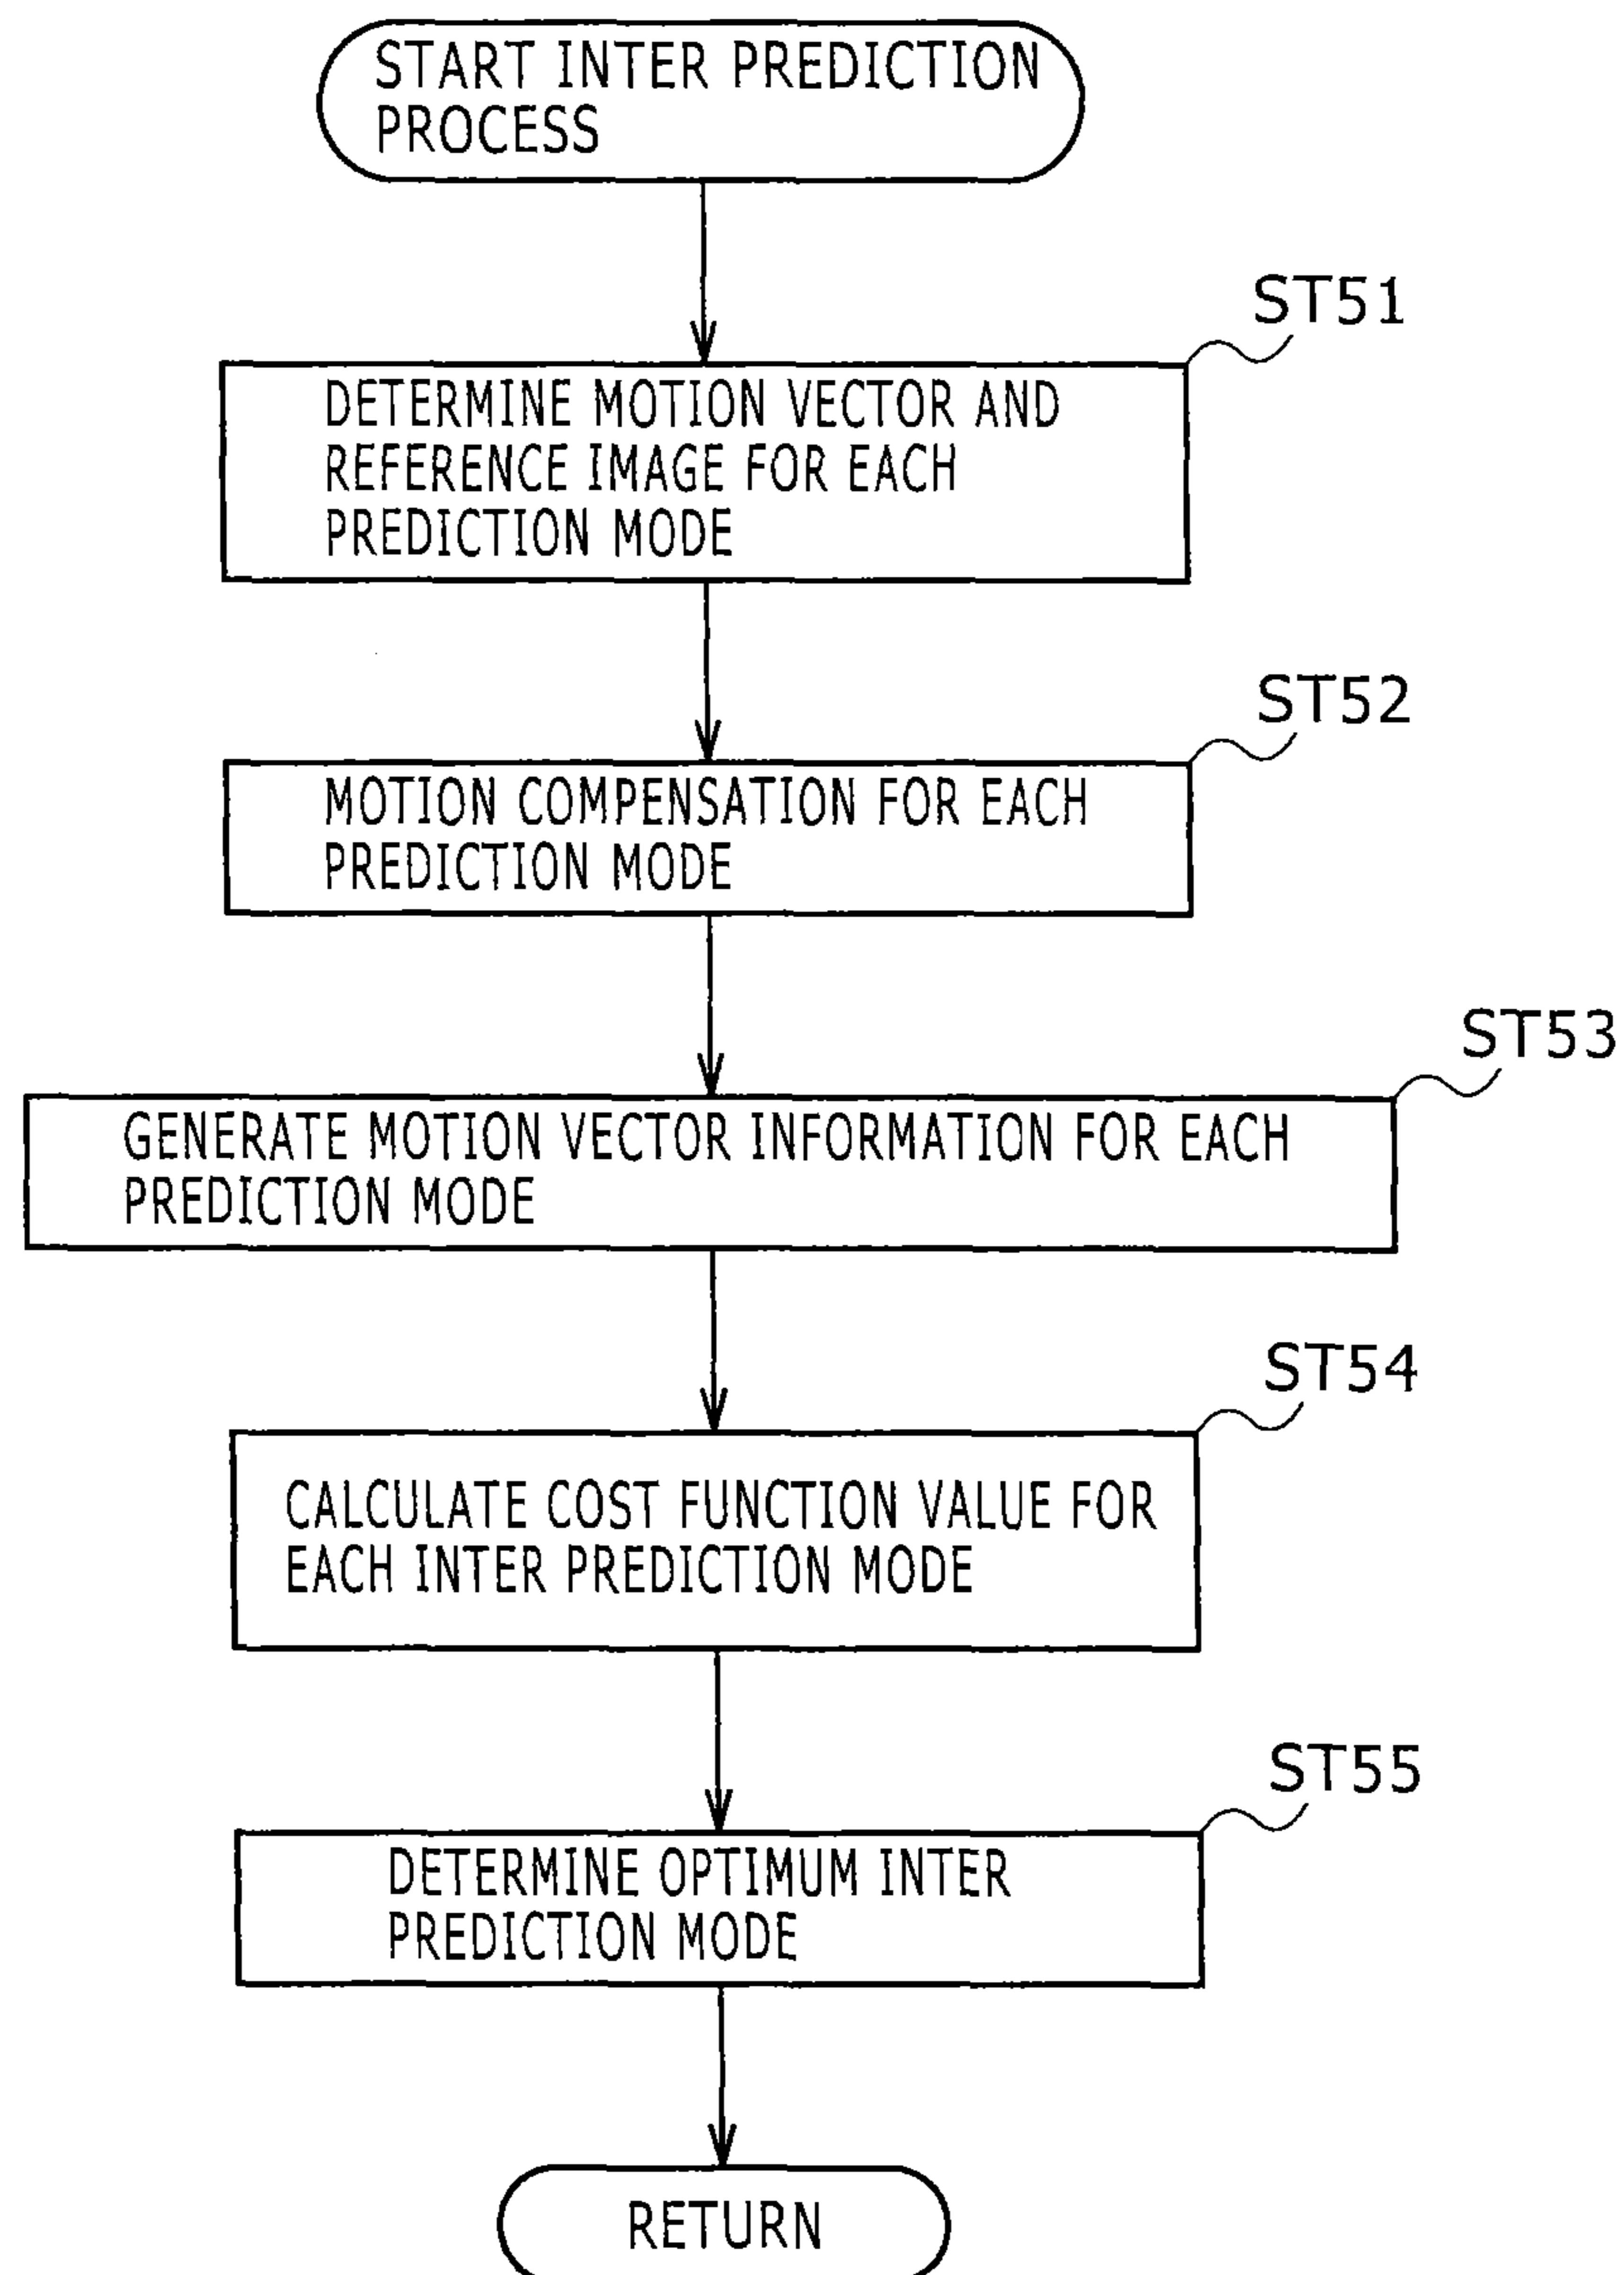 START INTER PREDICTION
PROCESS
ST51
DETERMINE MOTION VECTOR AND
REFERENCE IMAGE FOR EACH
PREDICTION MODE
ST52
MOTION COMPENSATION FOR EACH
PREDICTION MODE
ST53
GENERATE MOTION VECTOR INFORMATION FOR EACH
PREDICTION MODE
ST54
CALCULATE COST FUNCTION VALUE FOR
EACH INTER PREDICTION MODE
ST55
DETERMINE OPTIMUM INTER
PREDICTION MODE
RETURN